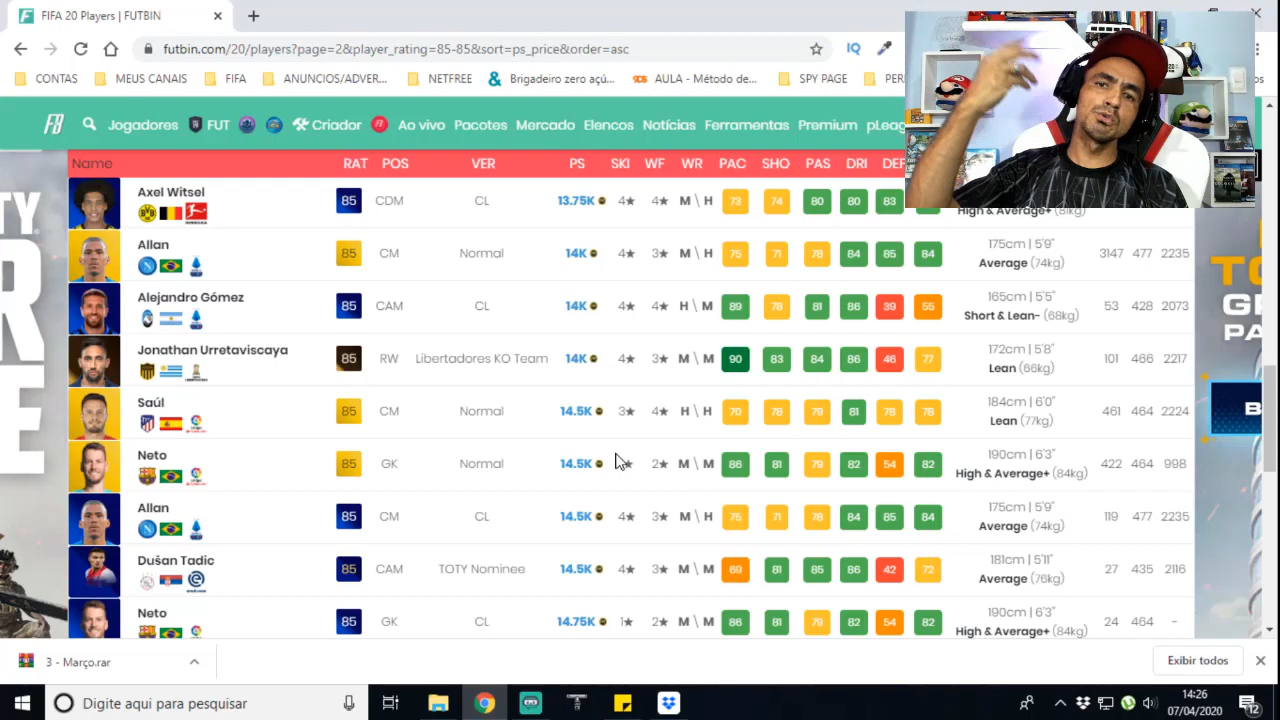 FIFA 20 Players | FUTBIN
futbin.com/20/players?page=2&player_rating=85-85&sort=ps_price&order=asc
CONTAS MEUS CANAIS FIFA ANUNCIOS/ADVER... NETFREE Brigadeiro zero açú... AULA - Método de... SPY PAGE
Jogadores FUT Criador Ao vivo Pacotes Mercado Elencos Notícias Ferramentas Premium
Name RAT POS VER PS SKI WF WR PAC SHO PAS DRI DEF
Axel Witsel 85 CDM CL 13.75K 4★ 4★ M \ H 73 74 80 80 83
High & Average+ (81kg)
Allan 85 CM Normal 14K 4★ 3★ M \ H 75 71 78 84 85 84 175cm | 5'9" 3147 477 2235
Average (74kg)
Alejandro Gómez 85 CAM CL 14K 4★ 4★ H \ M 89 78 81 86 39 55 165cm | 5'5" 53 428 2073
Short & Lean- (68kg)
Jonathan Urretaviscaya 85 RW Libertadores KO Team 14K 4★ 3★ M \ M 90 83 84 86 46 77 172cm | 5'8" 101 466 2217
Lean (66kg)
Saúl 85 CM Normal 14.5K 3★ 4★ H \ H 70 78 79 81 78 78 184cm | 6'0" 461 464 2224
Lean (77kg)
Neto 85 GK Normal 14.5K 2★ M \ M 86 81 79 82 54 82 190cm | 6'3" 422 464 998
High & Average+ (84kg)
Allan 85 CM CL 14.5K 4★ 3★ M \ H 75 71 78 84 85 84 175cm | 5'9" 119 477 2235
Average (74kg)
Dušan Tadic 85 CAM TOTY Nominee 14.5K 4★ 3★ M \ M 69 81 85 86 42 72 181cm | 5'11" 27 435 2116
Average (76kg)
Neto 85 GK CL 14.75K 1★ 2★ M \ M 86 81 79 82 54 82 190cm | 6'3" 24 464 -
High & Average+ (84kg)
3 - Março.rar Exibir todos
Digite aqui para pesquisar 14:26
07/04/2020 12